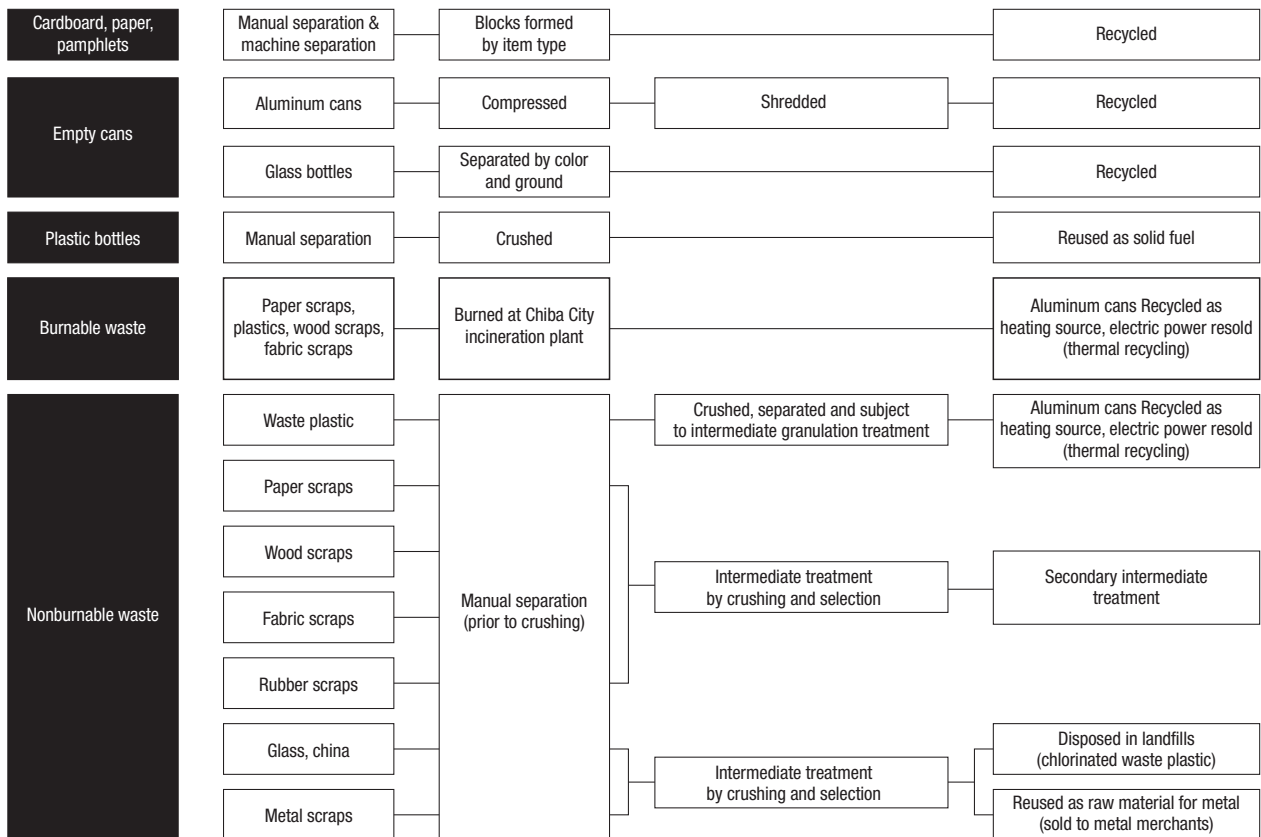 Cardboard, paper,
pamphlets
Manual separation &
machine separation
Blocks formed
by item type
Recycled
Empty cans
Aluminum cans
Compressed
Shredded
Recycled
Glass bottles
Separated by color
and ground
Recycled
Plastic bottles
Manual separation
Crushed
Reused as solid fuel
Burnable waste
Paper scraps,
plastics, wood scraps,
fabric scraps
Burned at Chiba City
incineration plant
Aluminum cans Recycled as
heating source, electric power resold
(thermal recycling)
Nonburnable waste
Waste plastic
Paper scraps
Wood scraps
Fabric scraps
Rubber scraps
Glass, china
Metal scraps
Manual separation
(prior to crushing)
Crushed, separated and subject
to intermediate granulation treatment
Aluminum cans Recycled as
heating source, electric power resold
(thermal recycling)
Intermediate treatment
by crushing and selection
Secondary intermediate
treatment
Intermediate treatment
by crushing and selection
Disposed in landfills
(chlorinated waste plastic)
Reused as raw material for metal
(sold to metal merchants)